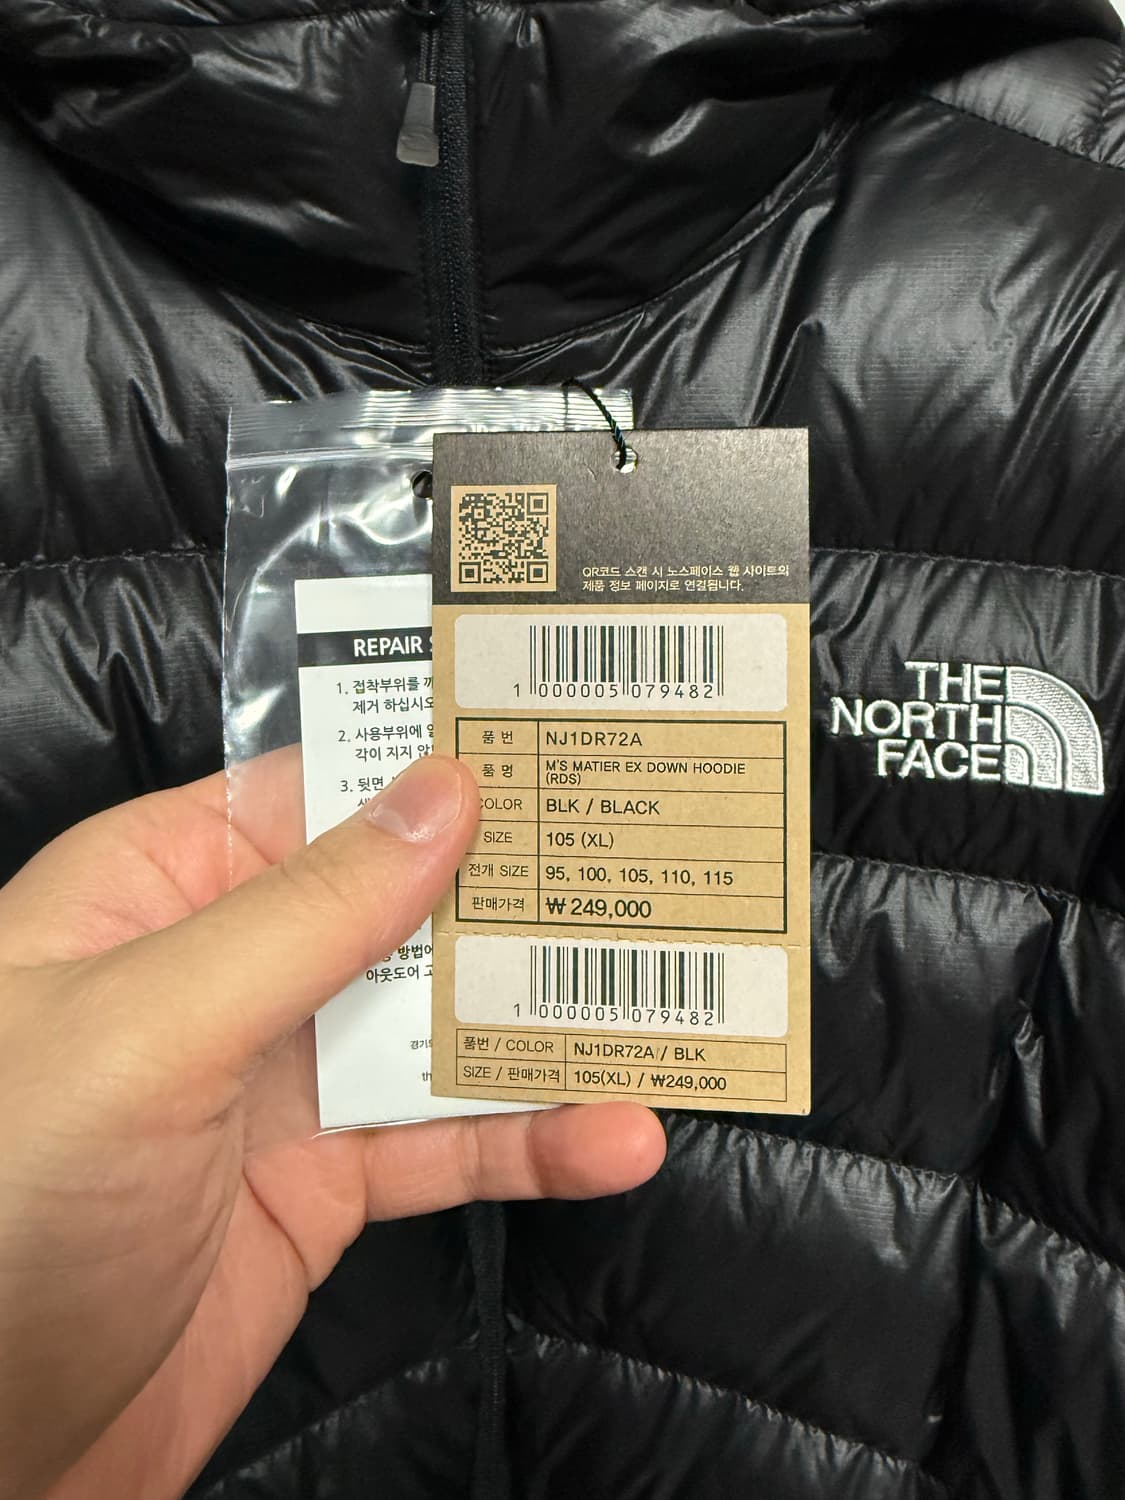 QR코드 스캔 시 노스페이스 웹 사이트의
제품 정보 페이지로 연결됩니다.
1 000005 079482
품 번 NJ1DR72A
품 명 M'S MATIER EX DOWN HOODIE
(RDS)
COLOR BLK / BLACK
SIZE 105 (XL)
전개 SIZE 95, 100, 105, 110, 115
판매가격 ₩ 249,000
1 000005 079482
품번 / COLOR NJ1DR72A / BLK
SIZE / 판매가격 105(XL) / ₩249,000
REPAIR
1. 접착부위를
제거 하십시오
2. 사용부위에
각이 지지
3. 뒷면
방법에
아웃도어
THE
NORTH
FACE